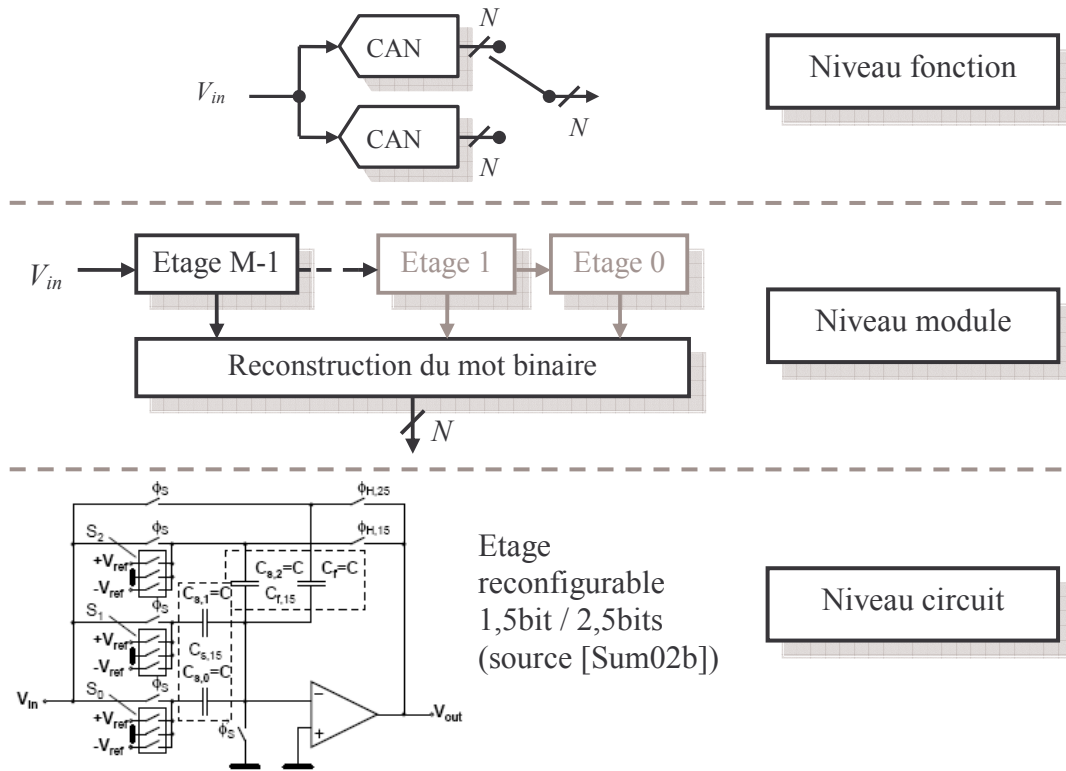 N
CAN
Niveau fonction
V_in
N
CAN
N
Etage M-1
Etage 1
Etage 0
V_in
Niveau module
Reconstruction du mot binaire
N
ϕS
ϕH,25
S2
ϕS
ϕH,15
+Vref
-Vref
Cs,2=C
Cf=C
Cf,15
Cs,1=C
S1
ϕS
+Vref
-Vref
Cs,15
Cs,0=C
S0
ϕS
Vin
+Vref
-Vref
ϕS
−
+
Vout
Etage
reconfigurable
1,5bit / 2,5bits
(source [Sum02b])
Niveau circuit